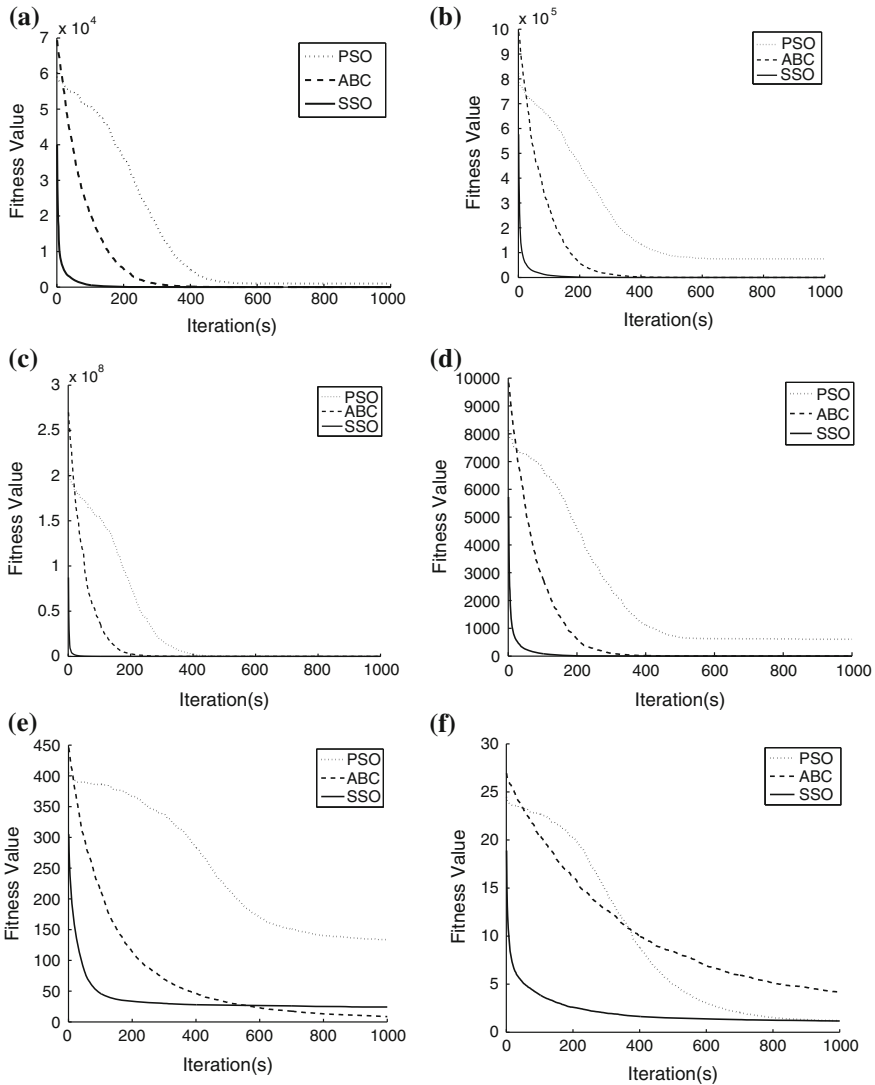 (a)
x 10^4
7
6
5
4
3
2
1
0
0 200 400 600 800 1000
Fitness Value
Iteration(s)
PSO
ABC
SSO
(b)
x 10^5
10
9
8
7
6
5
4
3
2
1
0
0 200 400 600 800 1000
Fitness Value
Iteration(s)
PSO
ABC
SSO
(c)
x 10^8
3
2.5
2
1.5
1
0.5
0
0 200 400 600 800 1000
Fitness Value
Iteration(s)
PSO
ABC
SSO
(d)
10000
9000
8000
7000
6000
5000
4000
3000
2000
1000
0
0 200 400 600 800 1000
Fitness Value
Iteration(s)
PSO
ABC
SSO
(e)
450
400
350
300
250
200
150
100
50
0
0 200 400 600 800 1000
Fitness Value
Iteration(s)
PSO
ABC
SSO
(f)
30
25
20
15
10
5
0
0 200 400 600 800 1000
Fitness Value
Iteration(s)
PSO
ABC
SSO